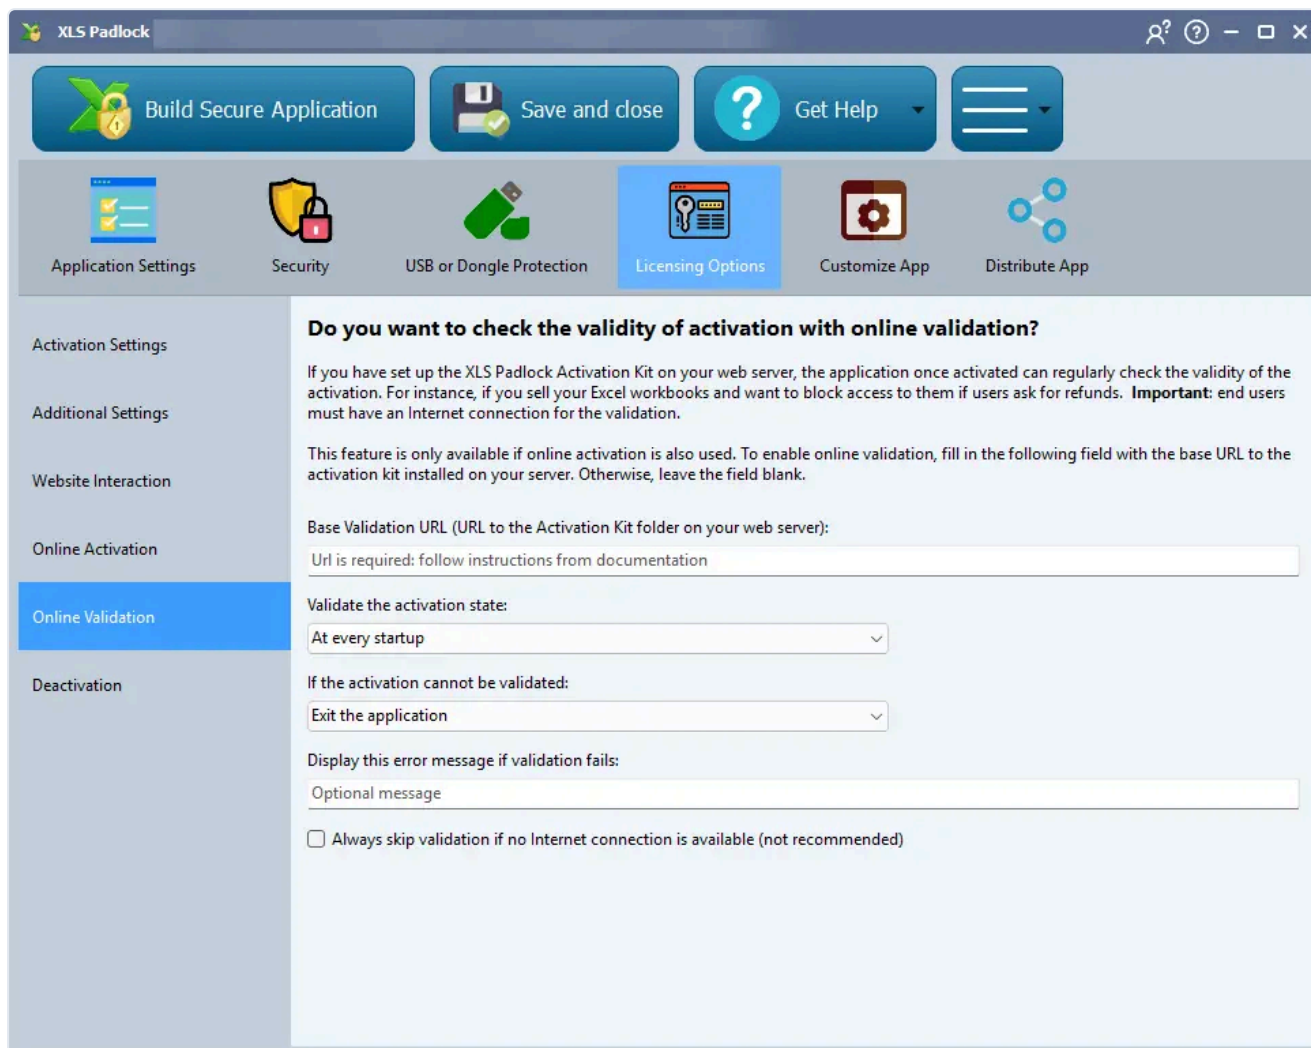 XLS Padlock
Build Secure Application
Save and close
Get Help
Application Settings
Security
USB or Dongle Protection
Licensing Options
Customize App
Distribute App
Activation Settings
Additional Settings
Website Interaction
Online Activation
Online Validation
Deactivation
Do you want to check the validity of activation with online validation?
If you have set up the XLS Padlock Activation Kit on your web server, the application once activated can regularly check the validity of the
activation. For instance, if you sell your Excel workbooks and want to block access to them if users ask for refunds. Important: end users
must have an Internet connection for the validation.
This feature is only available if online activation is also used. To enable online validation, fill in the following field with the base URL to the
activation kit installed on your server. Otherwise, leave the field blank.
Base Validation URL (URL to the Activation Kit folder on your web server):
Url is required: follow instructions from documentation
Validate the activation state:
At every startup
If the activation cannot be validated:
Exit the application
Display this error message if validation fails:
Optional message
Always skip validation if no Internet connection is available (not recommended)